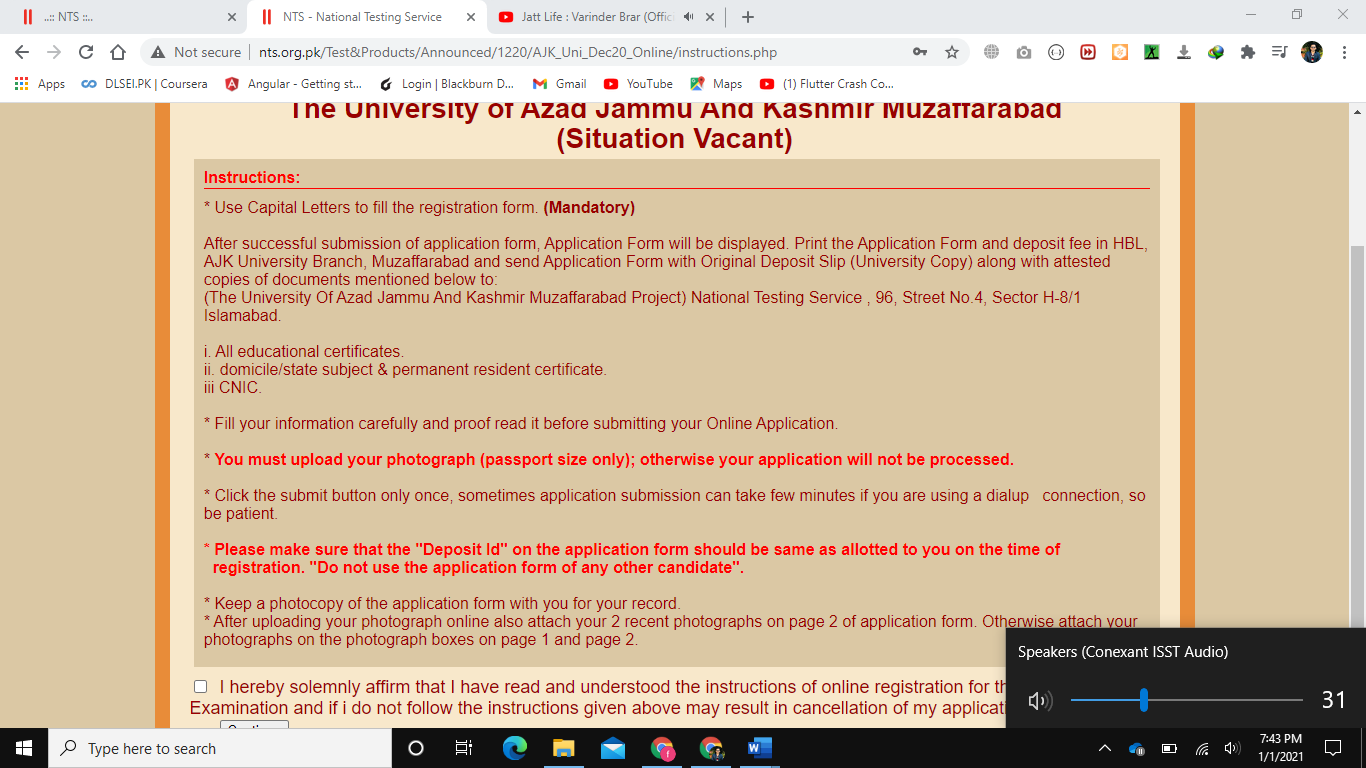 ..:: NTS ::..
NTS - National Testing Service
Jatt Life : Varinder Brar (Offic
Not secure
nts.org.pk/Test&Products/Announced/1220/AJK_Uni_Dec20_Online/instructions.php
Apps
DLSEI.PK | Coursera
Angular - Getting st...
Login | Blackburn D...
Gmail
YouTube
Maps
(1) Flutter Crash Co...
The University of Azad Jammu And Kashmir Muzaffarabad
(Situation Vacant)
Instructions:
* Use Capital Letters to fill the registration form. (Mandatory)
After successful submission of application form, Application Form will be displayed. Print the Application Form and deposit fee in HBL,
AJK University Branch, Muzaffarabad and send Application Form with Original Deposit Slip (University Copy) along with attested
copies of documents mentioned below to:
(The University Of Azad Jammu And Kashmir Muzaffarabad Project) National Testing Service , 96, Street No.4, Sector H-8/1
Islamabad.
i. All educational certificates.
ii. domicile/state subject & permanent resident certificate.
iii CNIC.
* Fill your information carefully and proof read it before submitting your Online Application.
* You must upload your photograph (passport size only); otherwise your application will not be processed.
* Click the submit button only once, sometimes application submission can take few minutes if you are using a dialup connection, so
be patient.
* Please make sure that the "Deposit Id" on the application form should be same as allotted to you on the time of
registration. "Do not use the application form of any other candidate".
* Keep a photocopy of the application form with you for your record.
* After uploading your photograph online also attach your 2 recent photographs on page 2 of application form. Otherwise attach your
photographs on the photograph boxes on page 1 and page 2.
I hereby solemnly affirm that I have read and understood the instructions of online registration for th
Examination and if i do not follow the instructions given above may result in cancellation of my applicati
Speakers (Conexant ISST Audio)
31
Type here to search
7:43 PM
1/1/2021